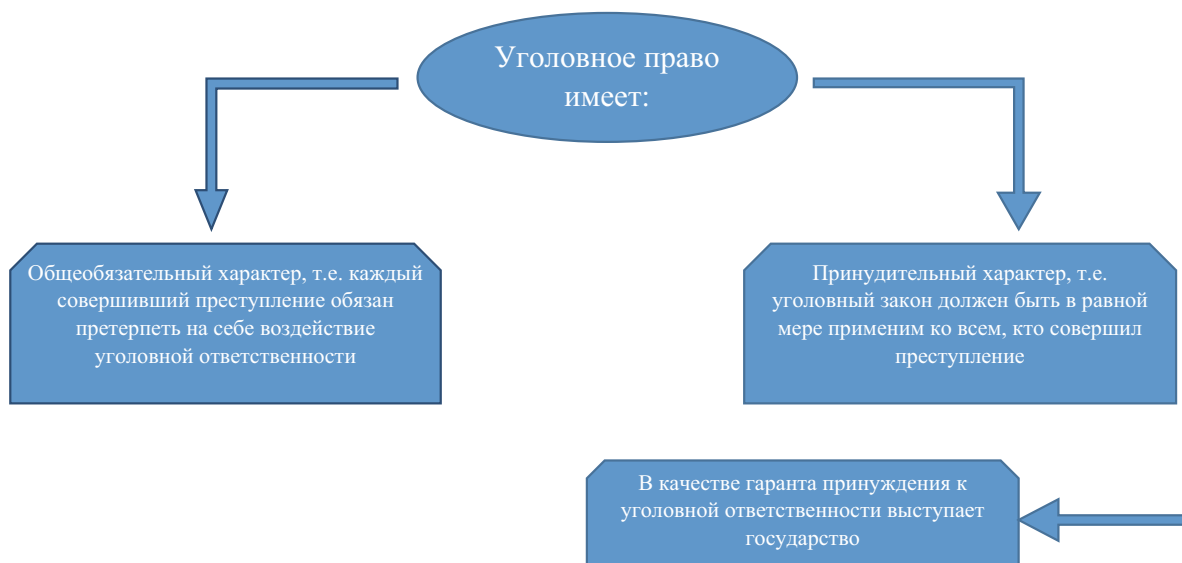 Уголовное право
имеет:
Общеобязательный характер, т.е. каждый
совершивший преступление обязан
претерпеть на себе воздействие
уголовной ответственности
Принудительный характер, т.е.
уголовный закон должен быть в равной
мере применим ко всем, кто совершил
преступление
В качестве гаранта принуждения к
уголовной ответственности выступает
государство